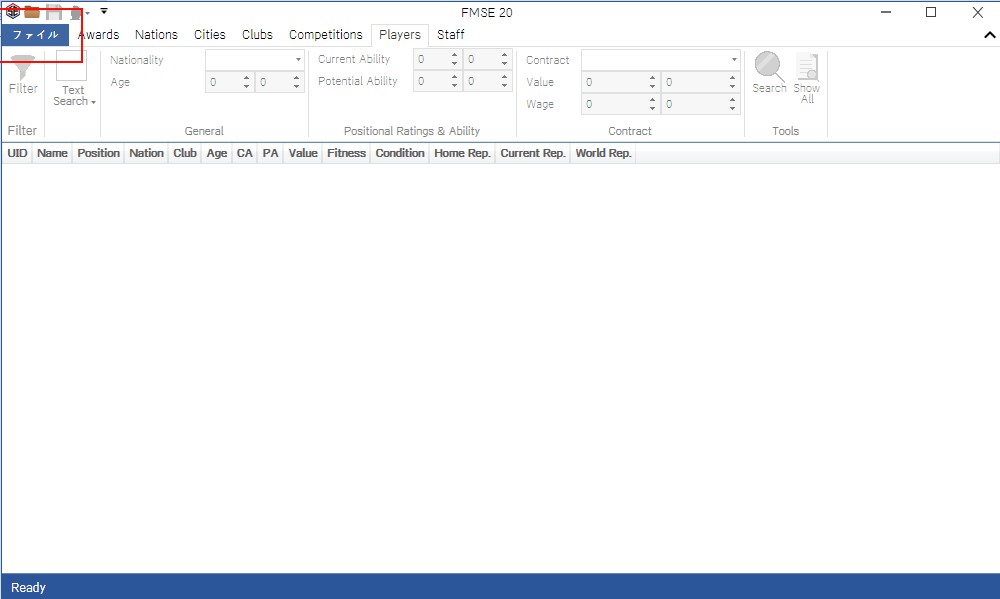 FMSE 20
ファイル Awards Nations Cities Clubs Competitions Players Staff
Filter
Text Search
Nationality
Age 0 0
Current Ability 0 0
Potential Ability 0 0
Contract
Value 0 0
Wage 0 0
Search
Show All
Filter General Positional Ratings & Ability Contract Tools
UID Name Position Nation Club Age CA PA Value Fitness Condition Home Rep. Current Rep. World Rep.
Ready